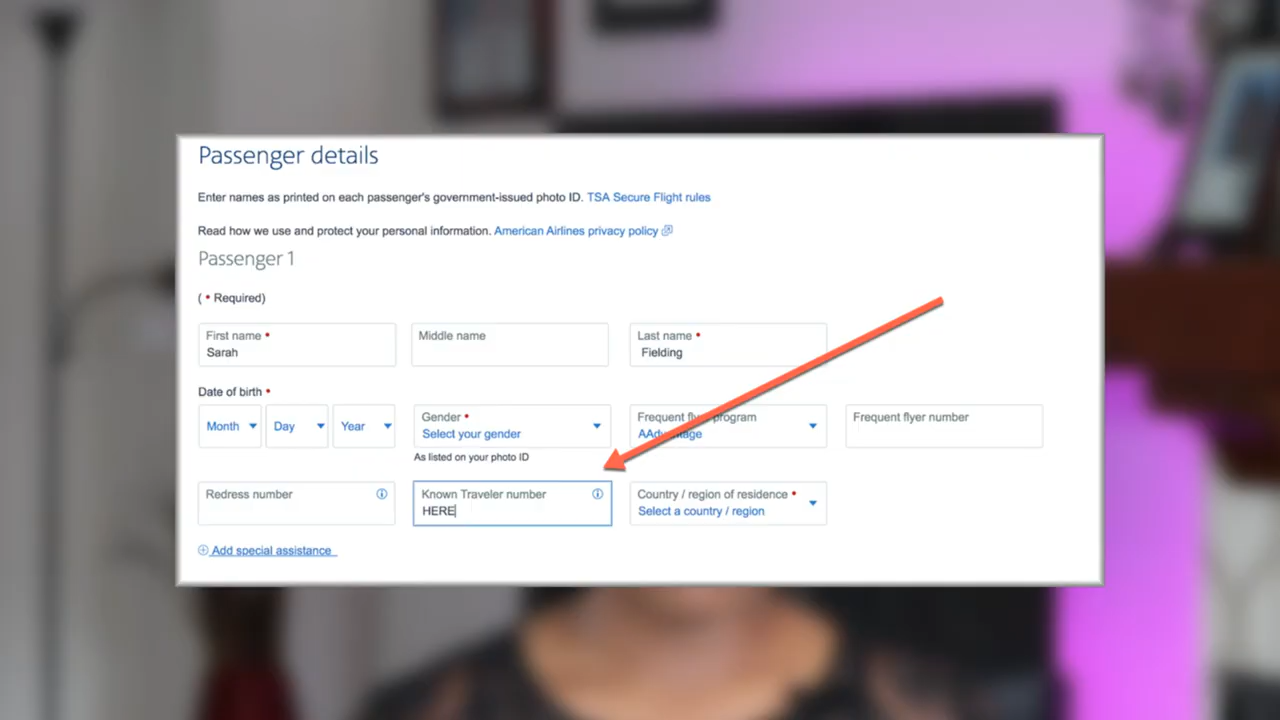 Passenger details
Enter names as printed on each passenger's government-issued photo ID. TSA Secure Flight rules
Read how we use and protect your personal information. American Airlines privacy policy
Passenger 1
( • Required)
First name •
Sarah
Middle name
Last name •
Fielding
Date of birth •
Month
Day
Year
Gender •
Select your gender
As listed on your photo ID
Frequent flyer program
AAdvantage
Frequent flyer number
Redress number
Known Traveler number
HERE
Country / region of residence •
Select a country / region
Add special assistance